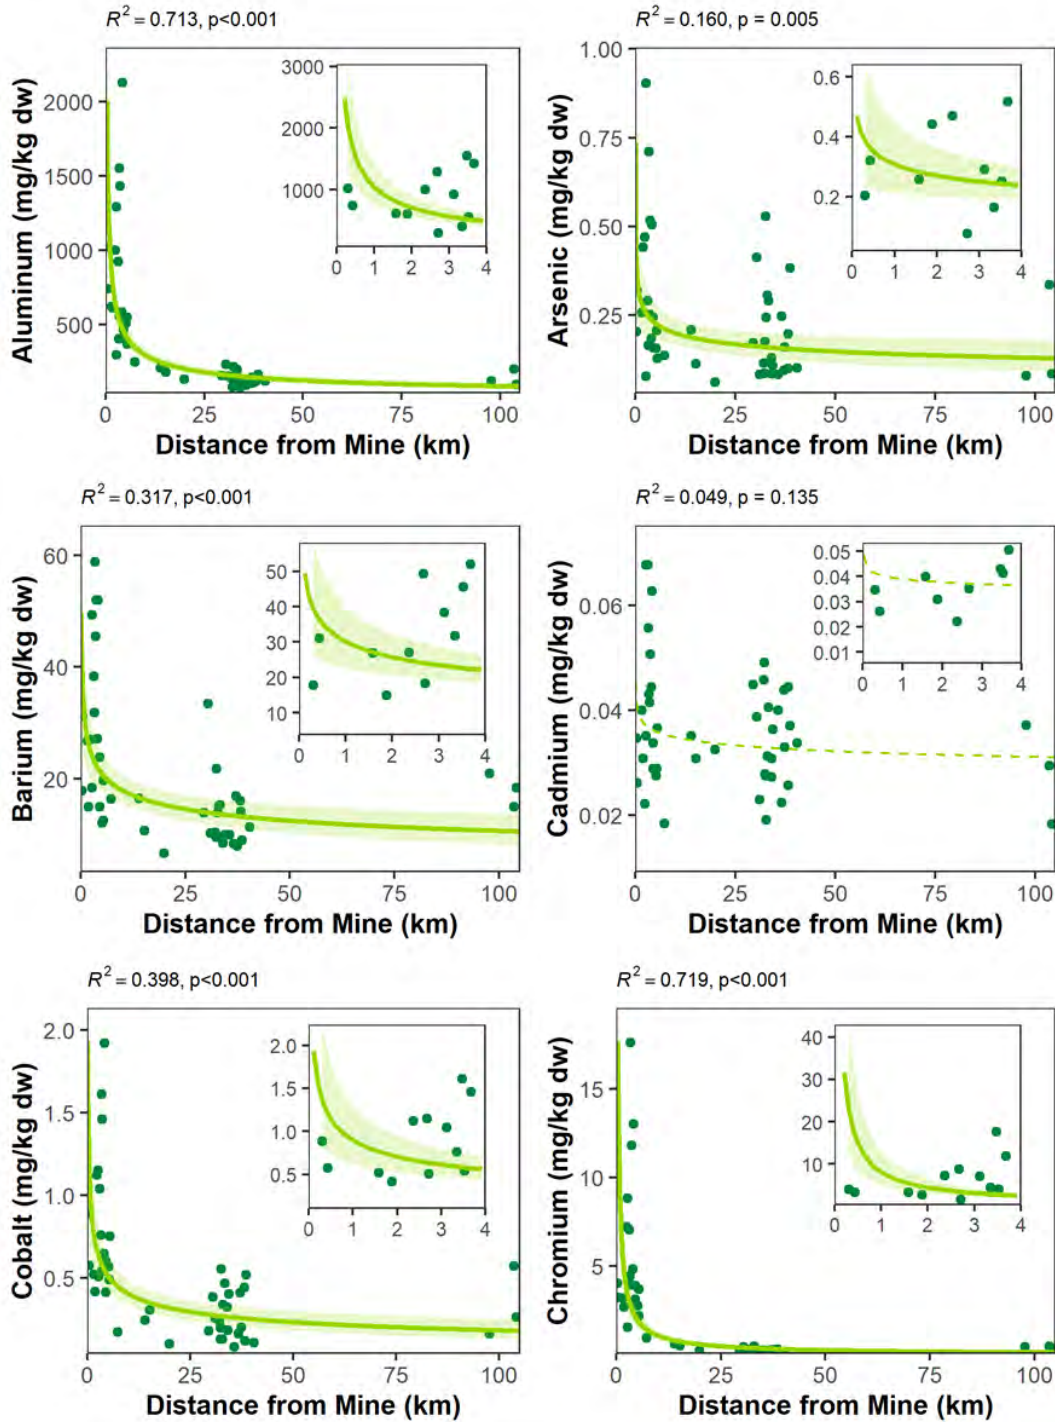 R² = 0.713, p<0.001
Aluminum (mg/kg dw)
2000
1500
1000
500
0 25 50 75 100
Distance from Mine (km)
3000
2000
1000
0 1 2 3 4
R² = 0.160, p = 0.005
Arsenic (mg/kg dw)
1.00
0.75
0.50
0.25
0 25 50 75 100
Distance from Mine (km)
0.6
0.4
0.2
0 1 2 3 4
R² = 0.317, p<0.001
Barium (mg/kg dw)
60
40
20
0 25 50 75 100
Distance from Mine (km)
50
40
30
20
10
0 1 2 3 4
R² = 0.049, p = 0.135
Cadmium (mg/kg dw)
0.06
0.04
0.02
0 25 50 75 100
Distance from Mine (km)
0.05
0.04
0.03
0.02
0.01
0 1 2 3 4
R² = 0.398, p<0.001
Cobalt (mg/kg dw)
2.0
1.5
1.0
0.5
0 25 50 75 100
Distance from Mine (km)
2.0
1.5
1.0
0.5
0 1 2 3 4
R² = 0.719, p<0.001
Chromium (mg/kg dw)
15
10
5
0 25 50 75 100
Distance from Mine (km)
40
30
20
10
0 1 2 3 4